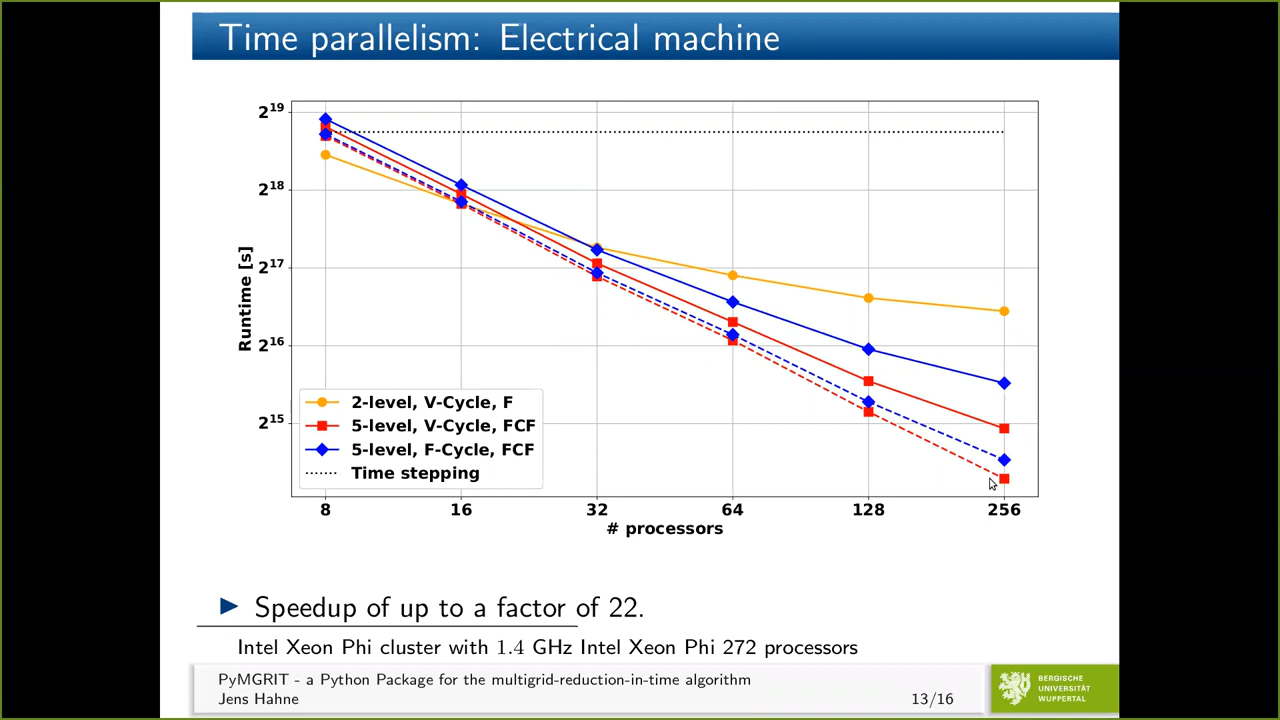 Time parallelism: Electrical machine
2^19
2^18
2^17
2^16
2^15
Runtime [s]
2-level, V-Cycle, F
5-level, V-Cycle, FCF
5-level, F-Cycle, FCF
Time stepping
8 16 32 64 128 256
# processors
Speedup of up to a factor of 22.
Intel Xeon Phi cluster with 1.4 GHz Intel Xeon Phi 272 processors
PyMGRIT - a Python Package for the multigrid-reduction-in-time algorithm
Jens Hahne 13/16
BERGISCHE
UNIVERSITÄT
WUPPERTAL